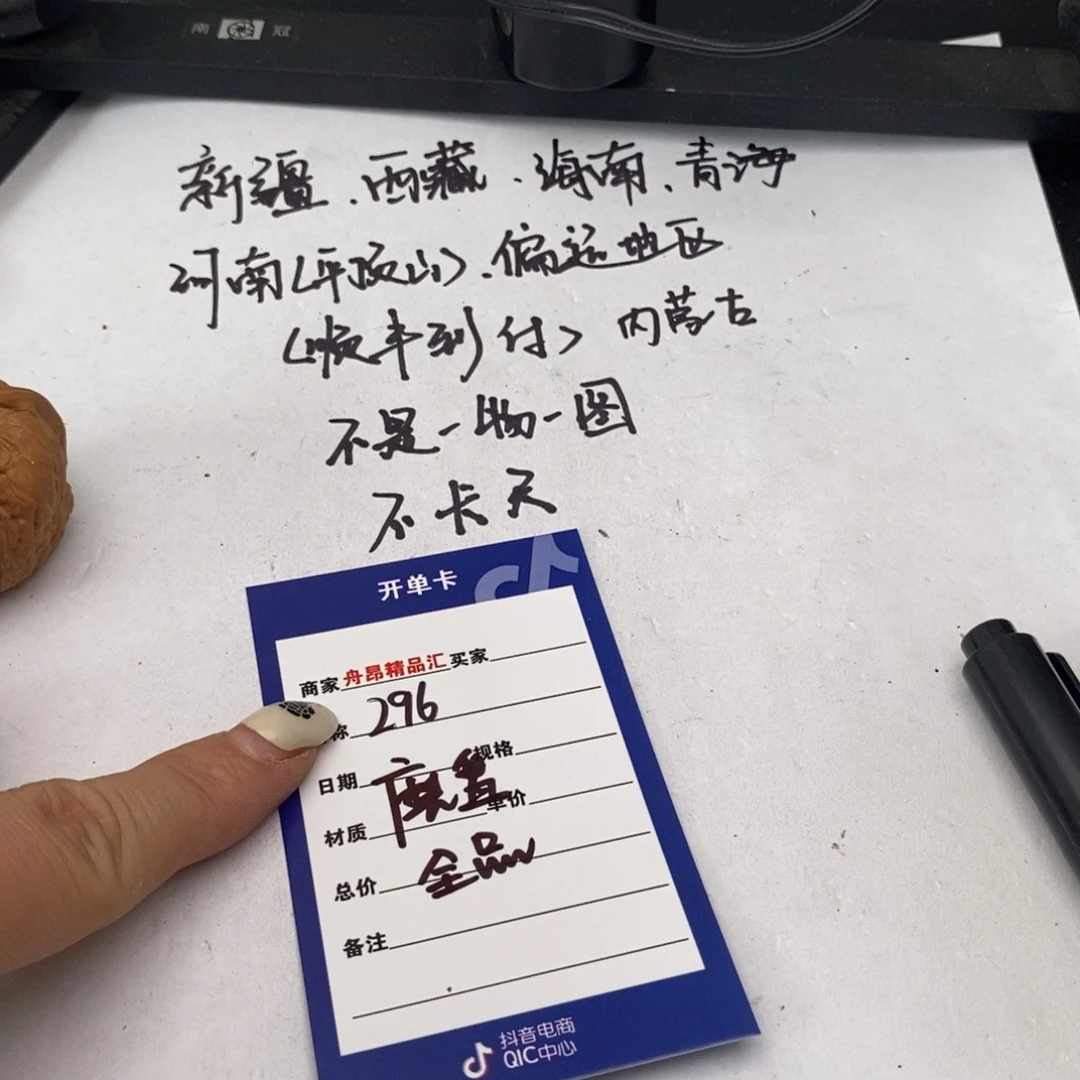 南 冠
新疆、西藏、海南、青海
河南(平顶山)、偏远地区
(顺丰到付) 内蒙古
不是一物一图
不卡天
开单卡
商家 舟昂精品汇 买家
称 296
日期 规格
材质 单价
总价 全品
备注
抖音电商
QIC中心